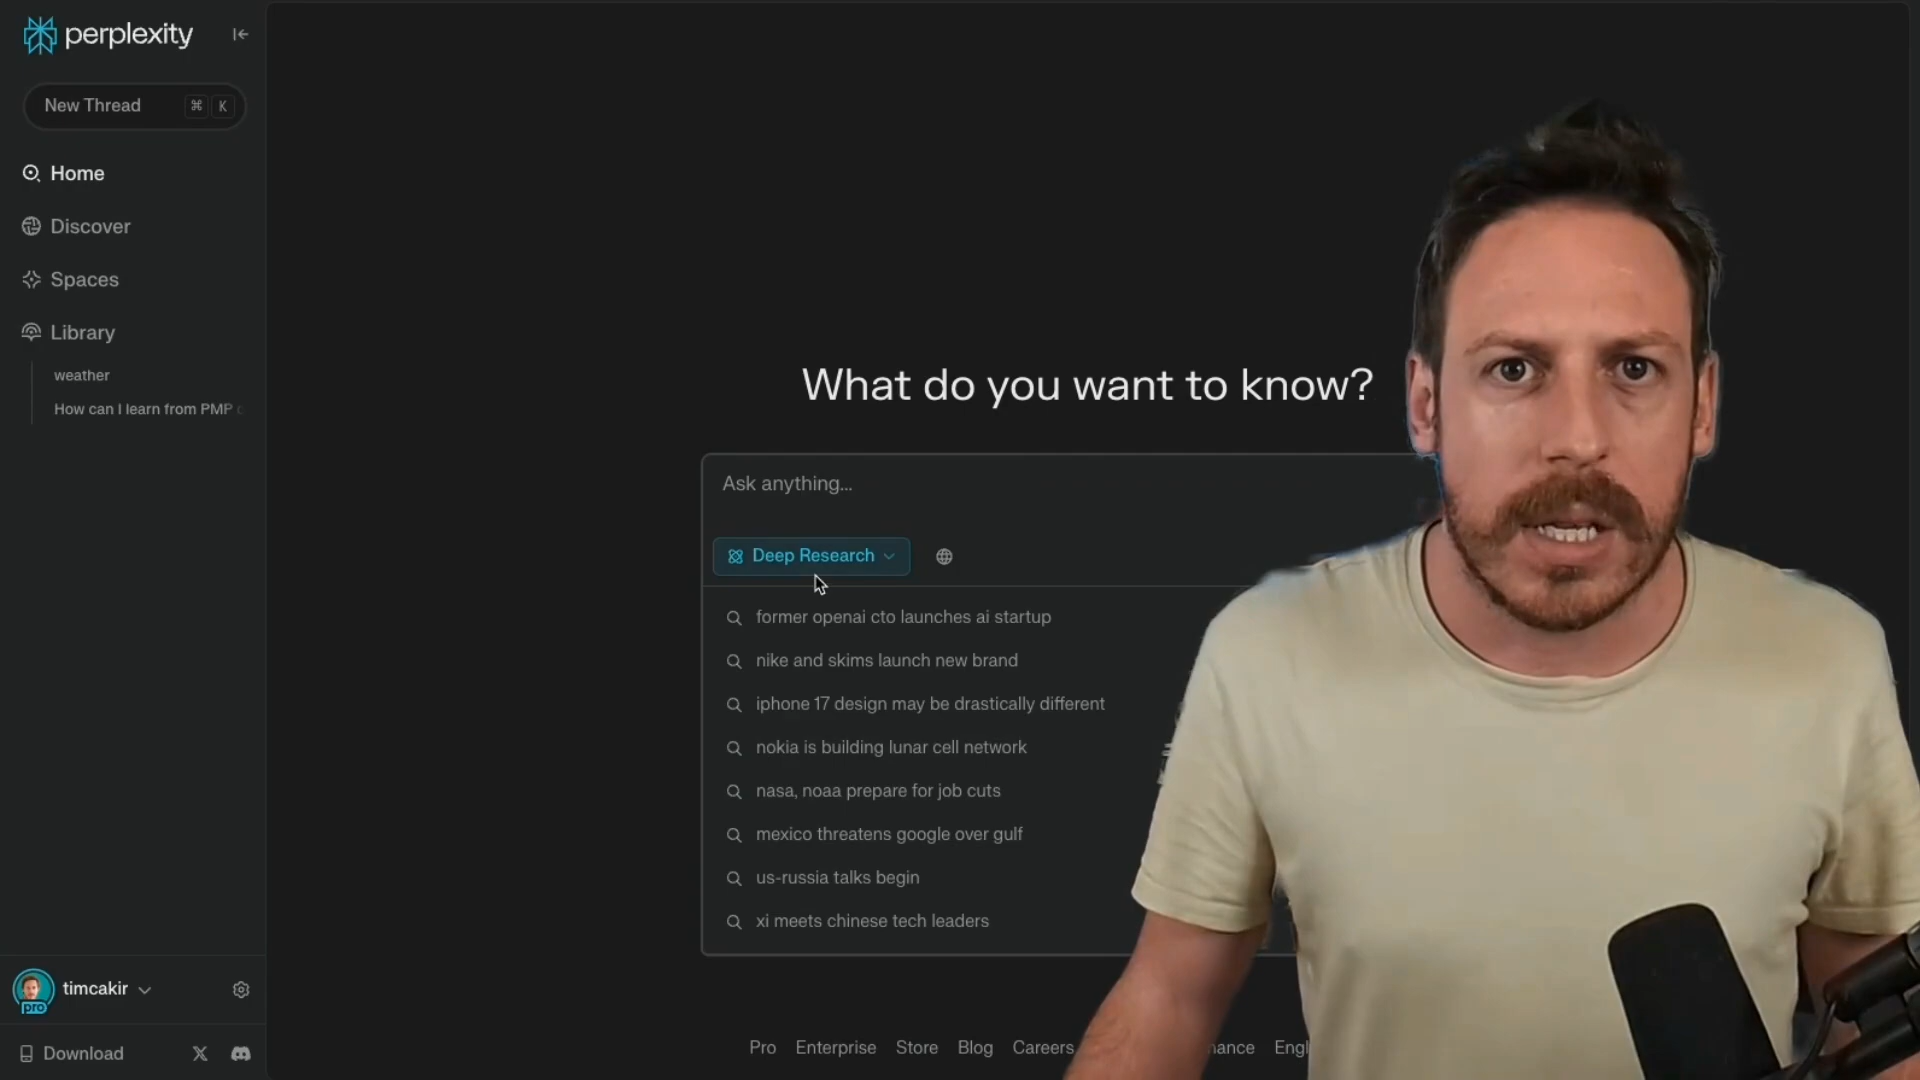 perplexity
New Thread ⌘ K
Home
Discover
Spaces
Library
weather
How can I learn from PMP
What do you want to know?
Ask anything...
Deep Research
former openai cto launches ai startup
nike and skims launch new brand
iphone 17 design may be drastically different
nokia is building lunar cell network
nasa, noaa prepare for job cuts
mexico threatens google over gulf
us-russia talks begin
xi meets chinese tech leaders
timcakir
pro
Download
Pro Enterprise Store Blog Careers